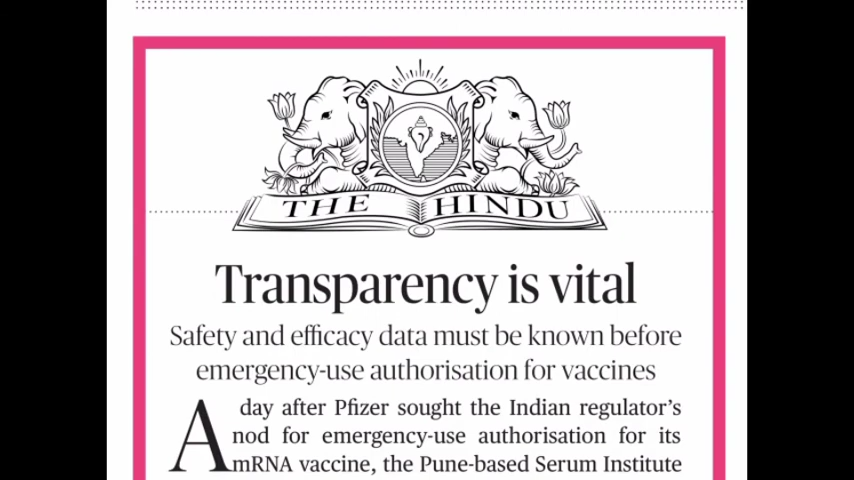 THE HINDU
Transparency is vital
Safety and efficacy data must be known before
emergency-use authorisation for vaccines
A day after Pfizer sought the Indian regulator's
nod for emergency-use authorisation for its
mRNA vaccine, the Pune-based Serum Institute